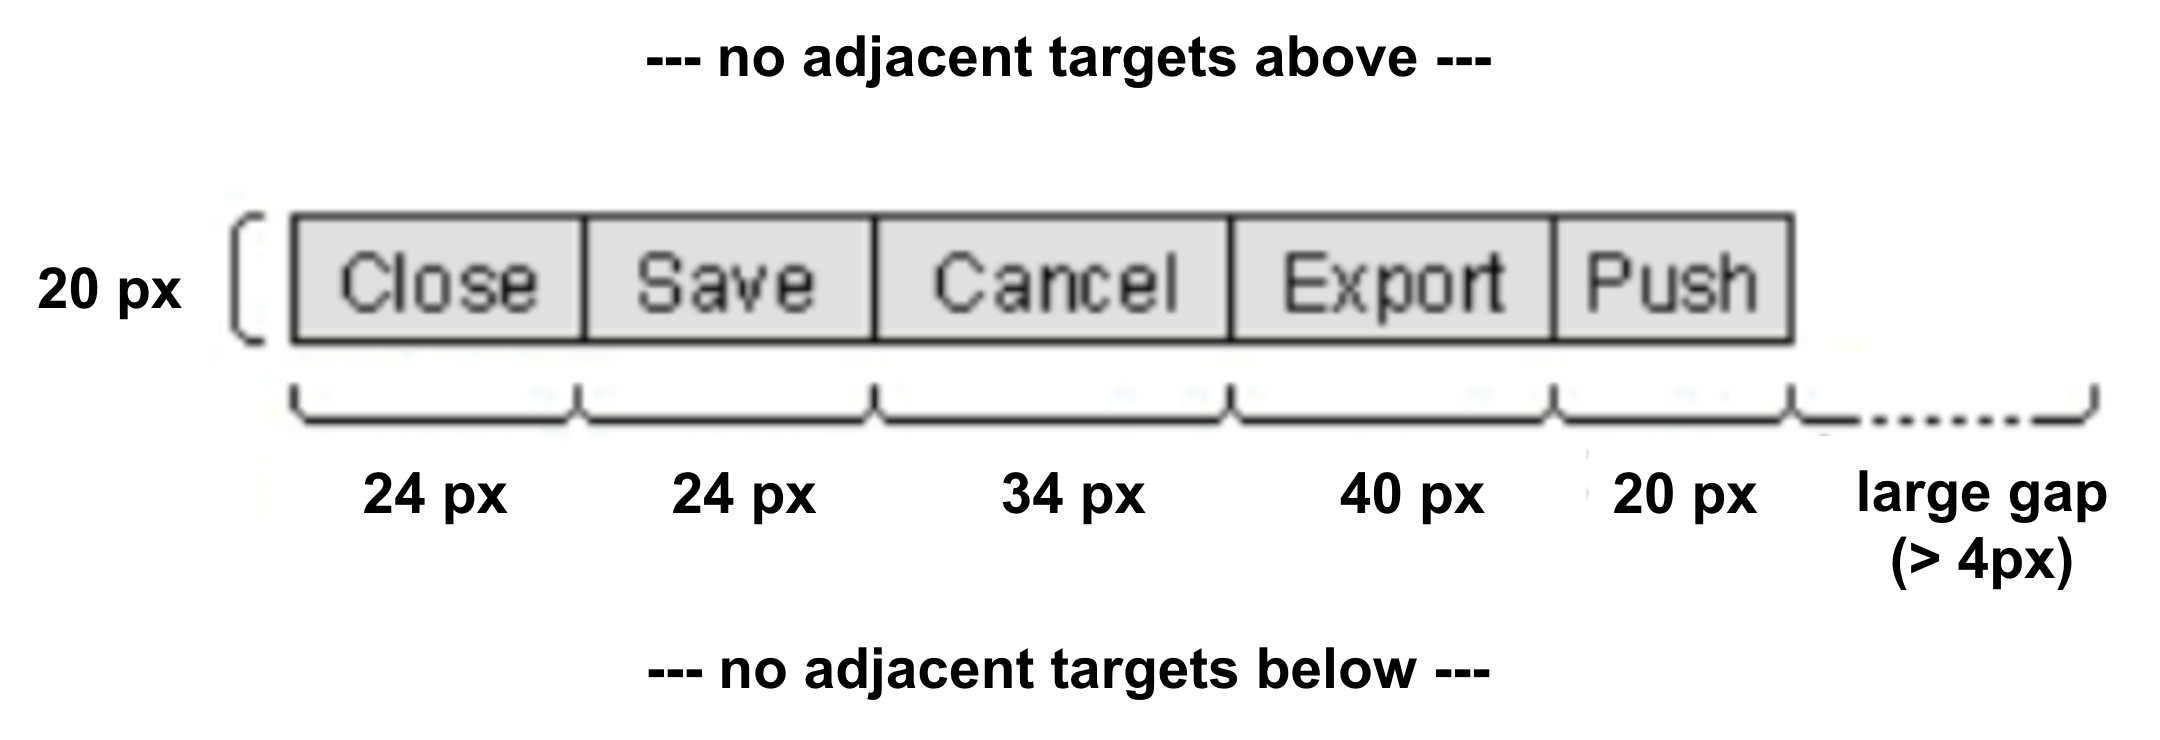 --- no adjacent targets above ---
20 px
Close Save Cancel Export Push
24 px 24 px 34 px 40 px 20 px large gap
(> 4px)
--- no adjacent targets below ---